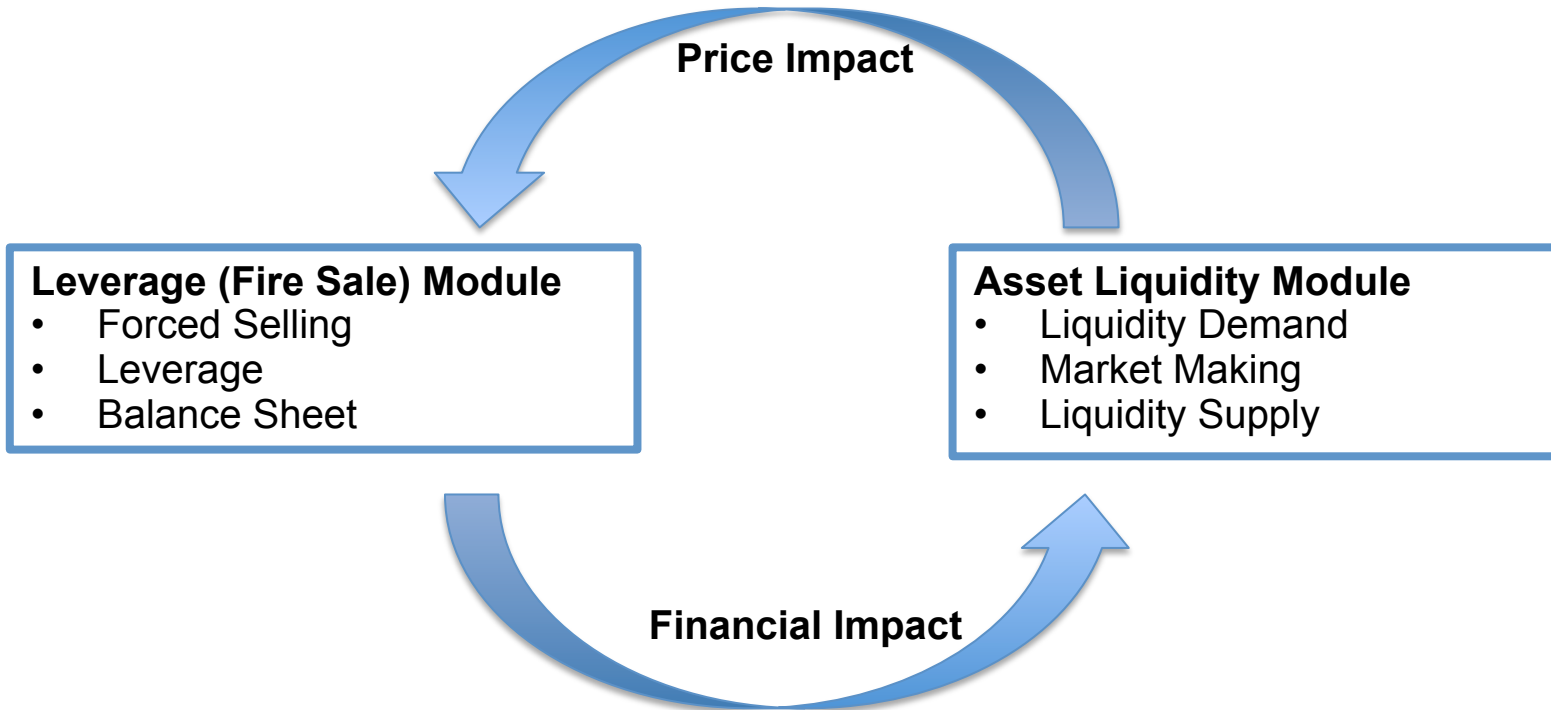 Price Impact
Leverage (Fire Sale) Module
• Forced Selling
• Leverage
• Balance Sheet
Asset Liquidity Module
• Liquidity Demand
• Market Making
• Liquidity Supply
Financial Impact